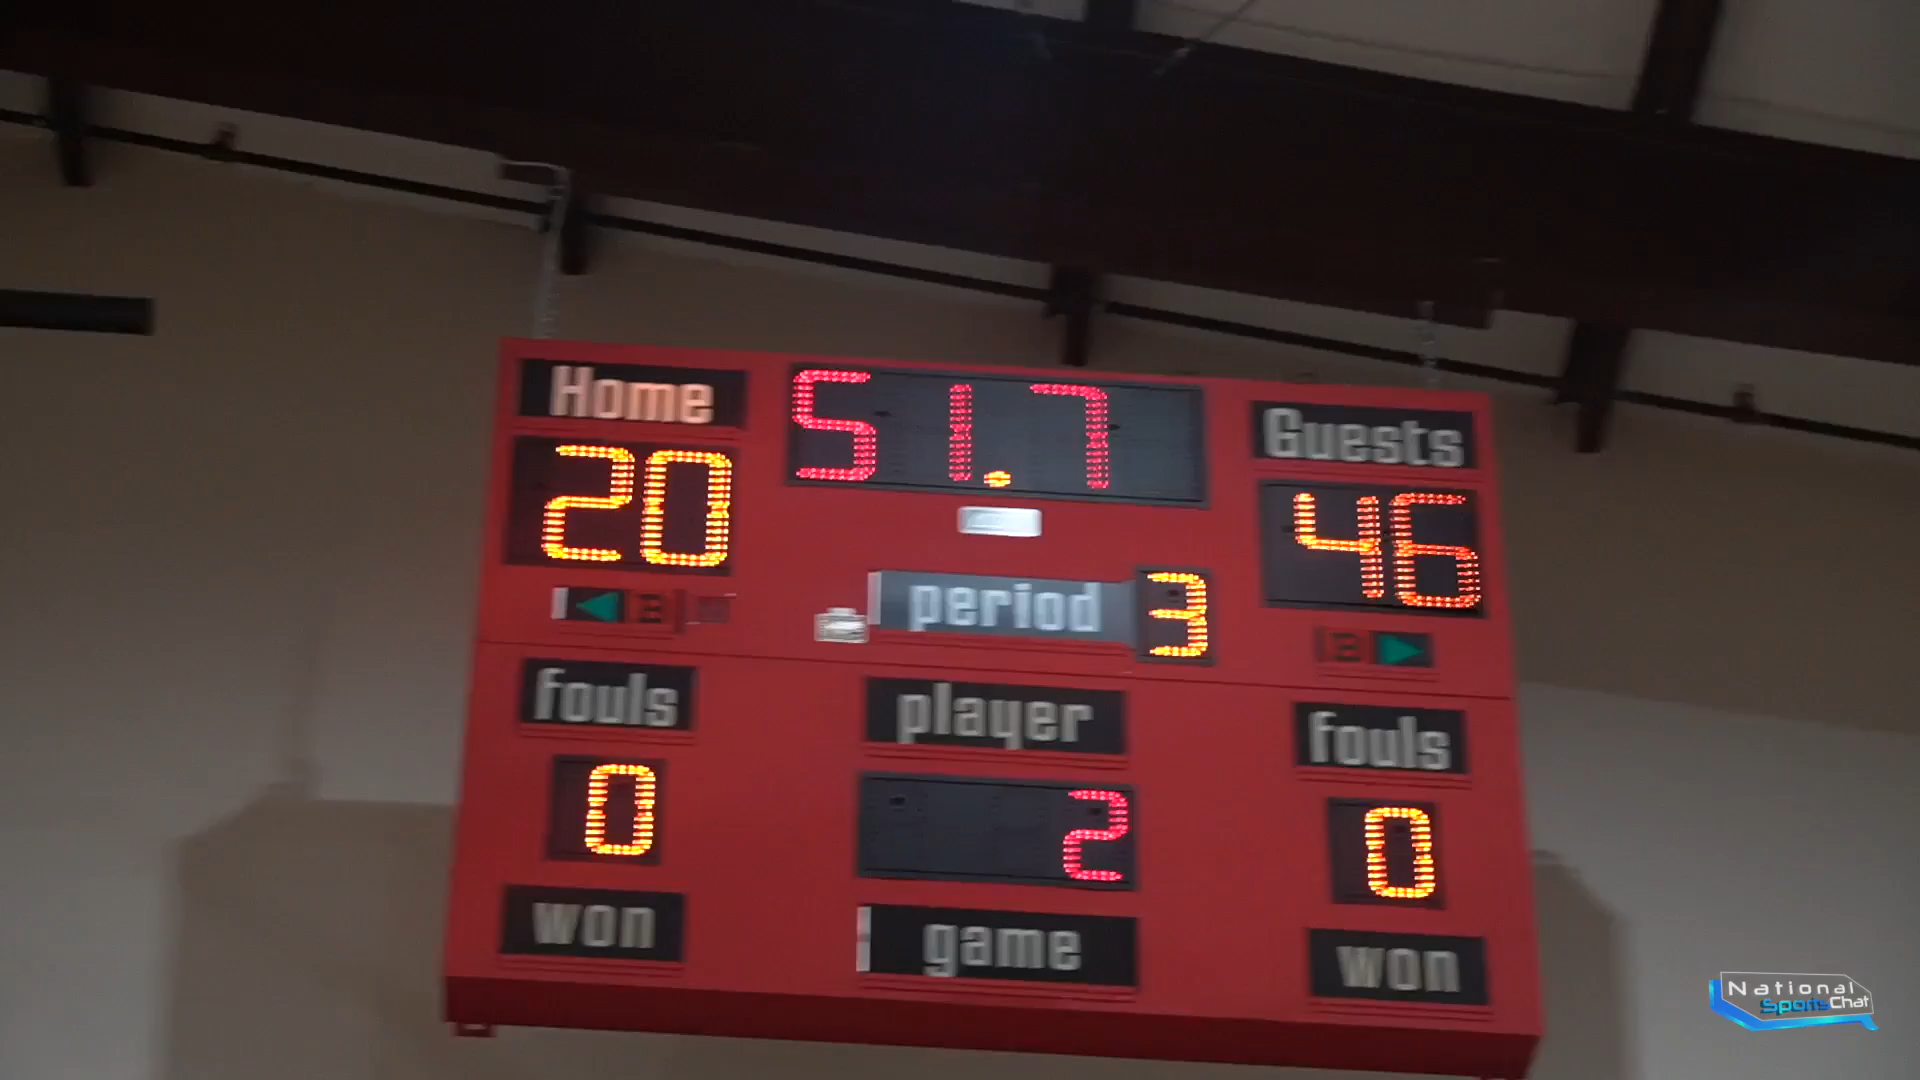 Home 51.7 Guests
20 46
B period 3 B
fouls player fouls
0 2 0
won game won
National
SportsChat